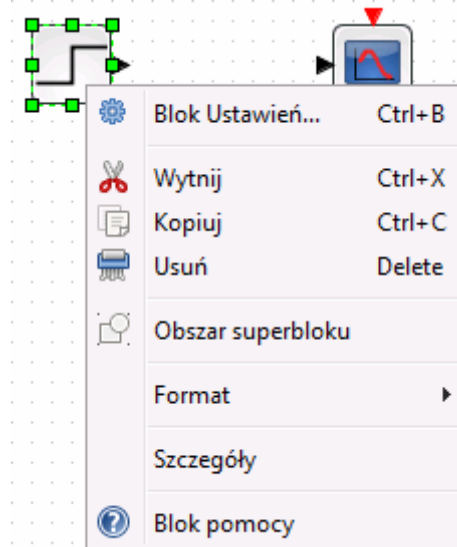 Blok Ustawień... Ctrl+B
Wytnij Ctrl+X
Kopiuj Ctrl+C
Usuń Delete
Obszar superbloku
Format
Szczegóły
Blok pomocy